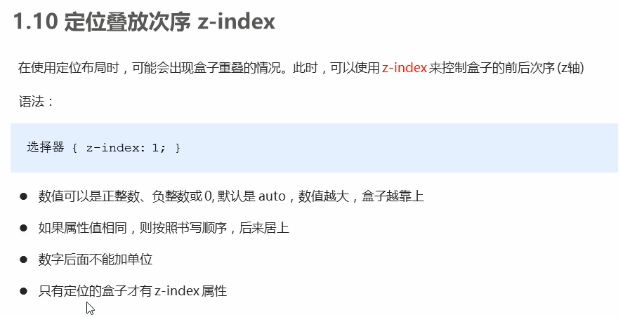 1.10 定位叠放次序 z-index
在使用定位布局时，可能会出现盒子重叠的情况。此时，可以使用 z-index 来控制盒子的前后次序 (z轴)
语法：
选择器 { z-index: 1; }
● 数值可以是正整数、负整数或 0, 默认是 auto，数值越大，盒子越靠上
● 如果属性值相同，则按照书写顺序，后来居上
● 数字后面不能加单位
● 只有定位的盒子才有 z-index 属性